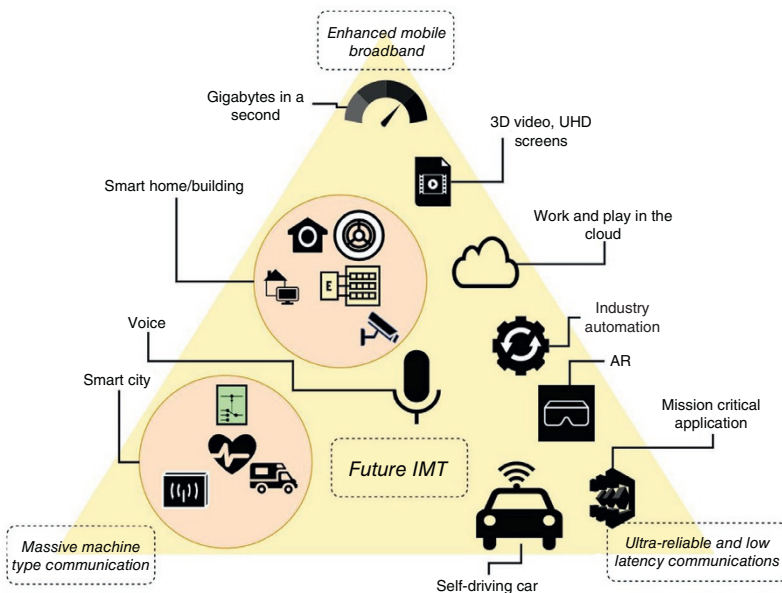 Enhanced mobile
broadband
Gigabytes in a
second
3D video, UHD
screens
Smart home/building
Work and play in the
cloud
E
Voice
Industry
automation
AR
Smart city
Mission critical
application
Future IMT
Massive machine
type communication
Ultra-reliable and low
latency communications
Self-driving car